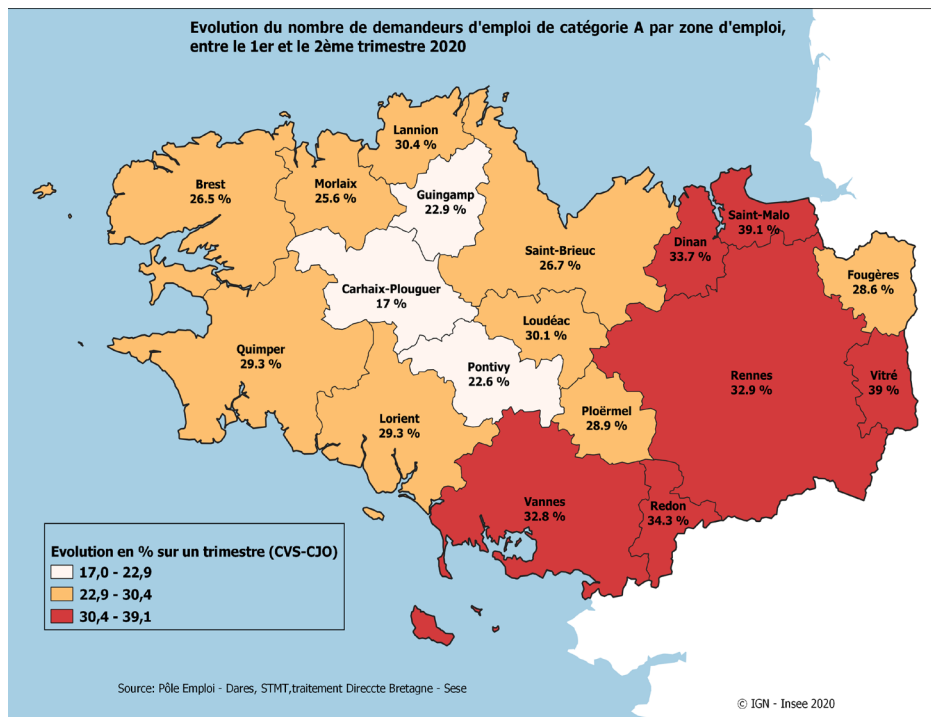 Evolution du nombre de demandeurs d'emploi de catégorie A par zone d'emploi,
entre le 1er et le 2ème trimestre 2020
Lannion
30.4 %
Brest
26.5 %
Morlaix
25.6 %
Guingamp
22.9 %
Saint-Malo
39.1 %
Dinan
33.7 %
Saint-Brieuc
26.7 %
Fougères
28.6 %
Carhaix-Plouguer
17 %
Loudéac
30.1 %
Quimper
29.3 %
Pontivy
22.6 %
Rennes
32.9 %
Vitré
39 %
Lorient
29.3 %
Ploërmel
28.9 %
Vannes
32.8 %
Redon
34.3 %
Evolution en % sur un trimestre (CVS-CJO)
17,0 - 22,9
22,9 - 30,4
30,4 - 39,1
Source: Pôle Emploi - Dares, STMT,traitement Direccte Bretagne - Sese
© IGN - Insee 2020